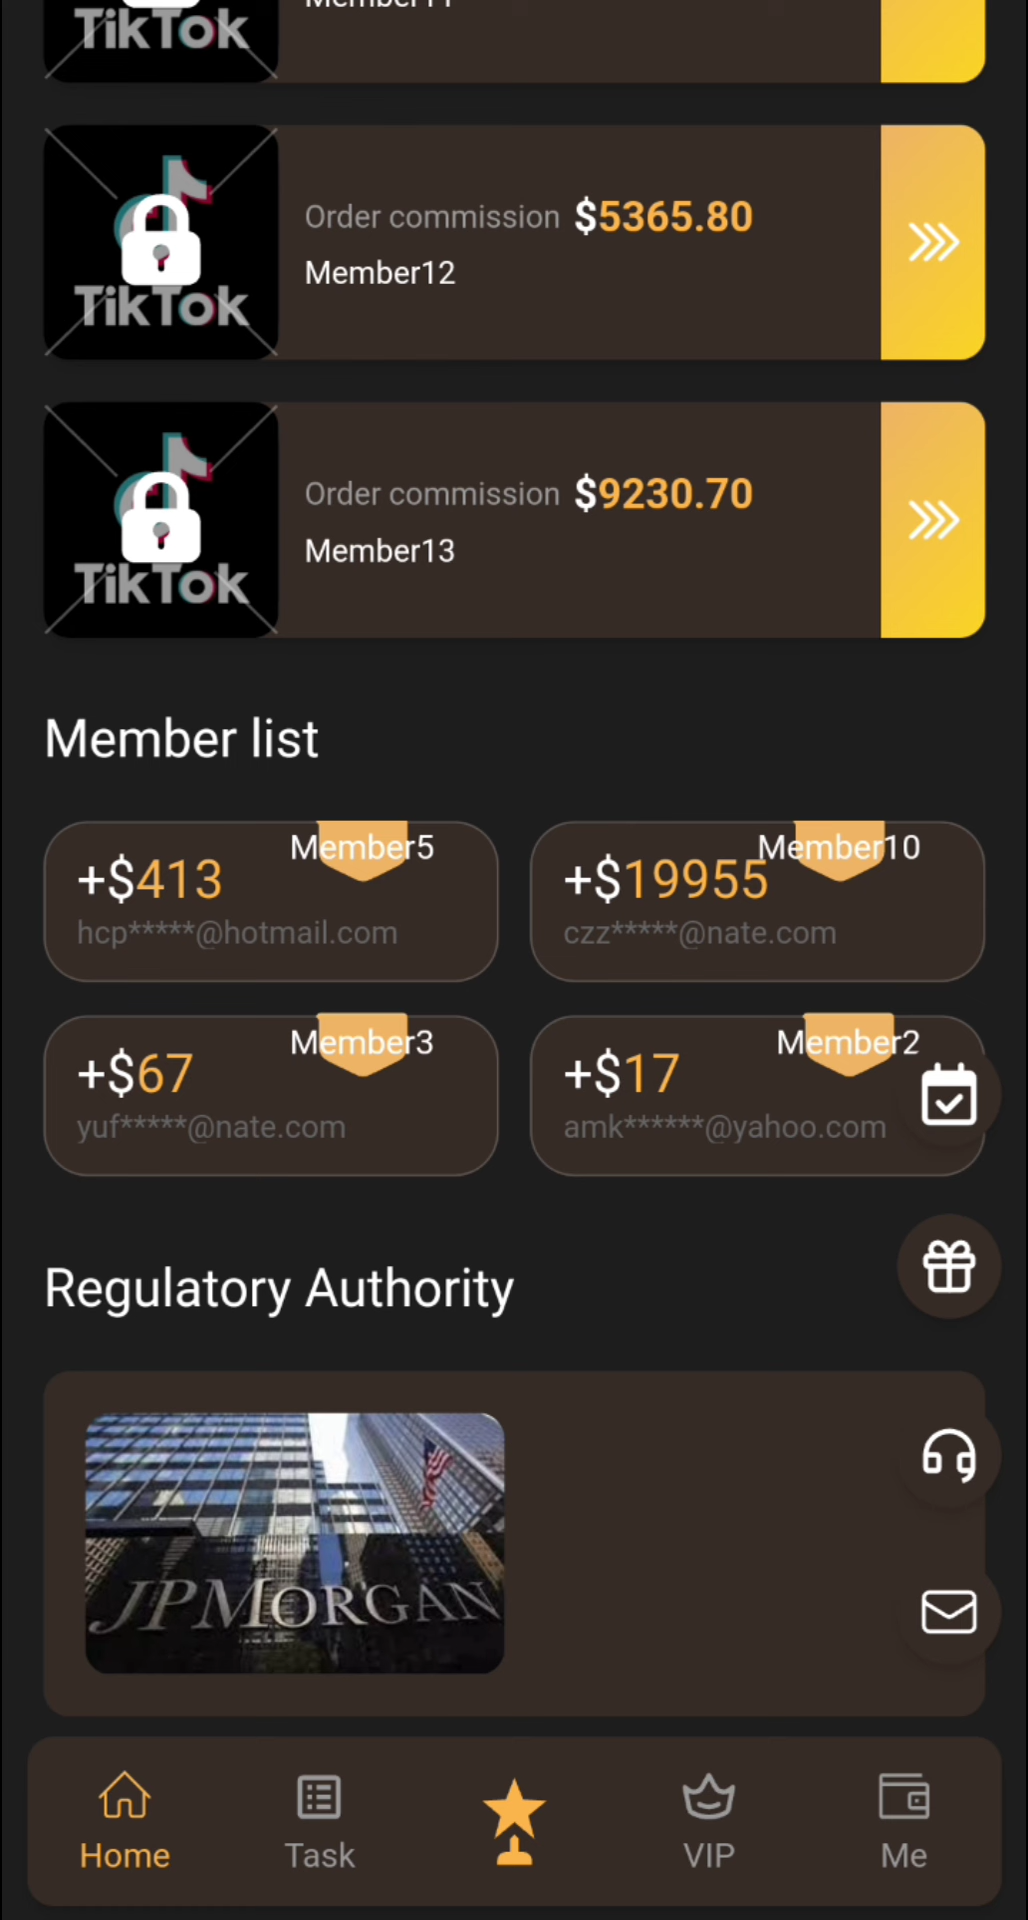 Member11
TikTok
Order commission $5365.80
Member12
TikTok
Order commission $9230.70
Member13
TikTok
Member list
Member5
+$413
hcp*****@hotmail.com
Member10
+$19955
czz*****@nate.com
Member3
+$67
yuf*****@nate.com
Member2
+$17
amk******@yahoo.com
Regulatory Authority
JPMORGAN
Home
Task
VIP
Me